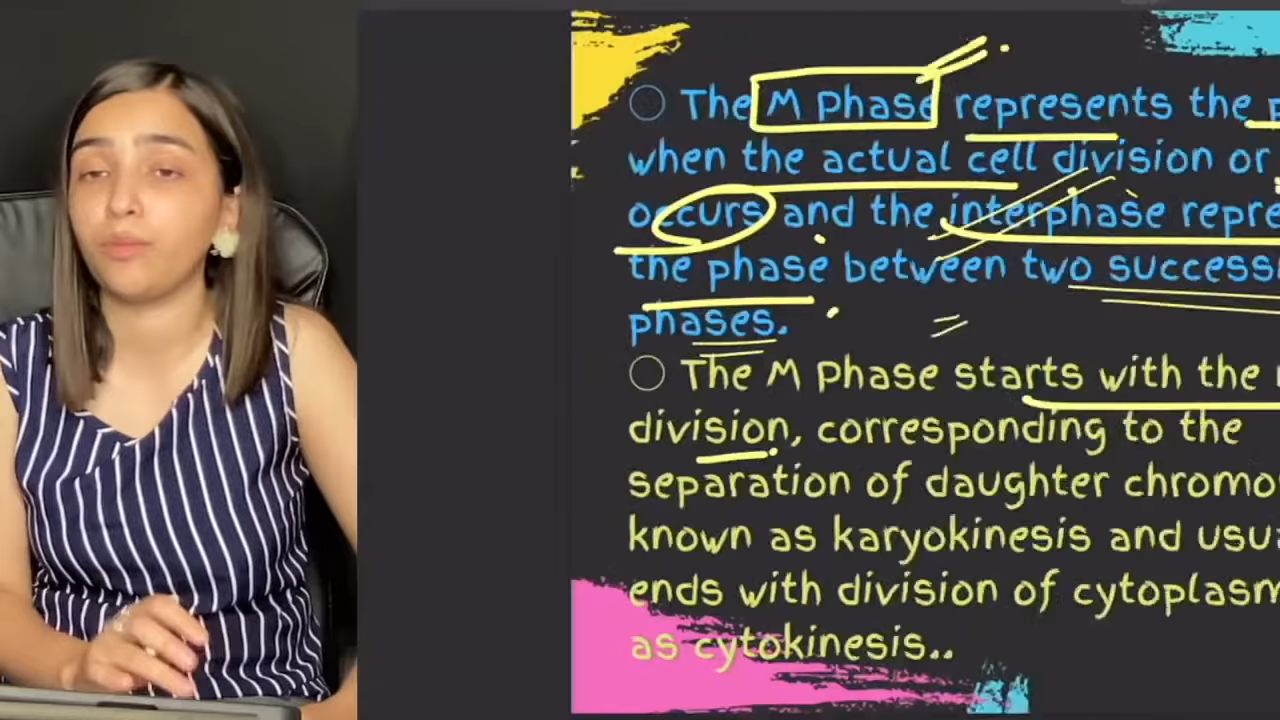 The M Phase represents the
when the actual cell division or
occurs and the interphase repre
the phase between two success
phases.
The M Phase starts with the
division, corresponding to the
separation of daughter chromo
known as karyokinesis and usua
ends with division of cytoplasm
as cytokinesis..